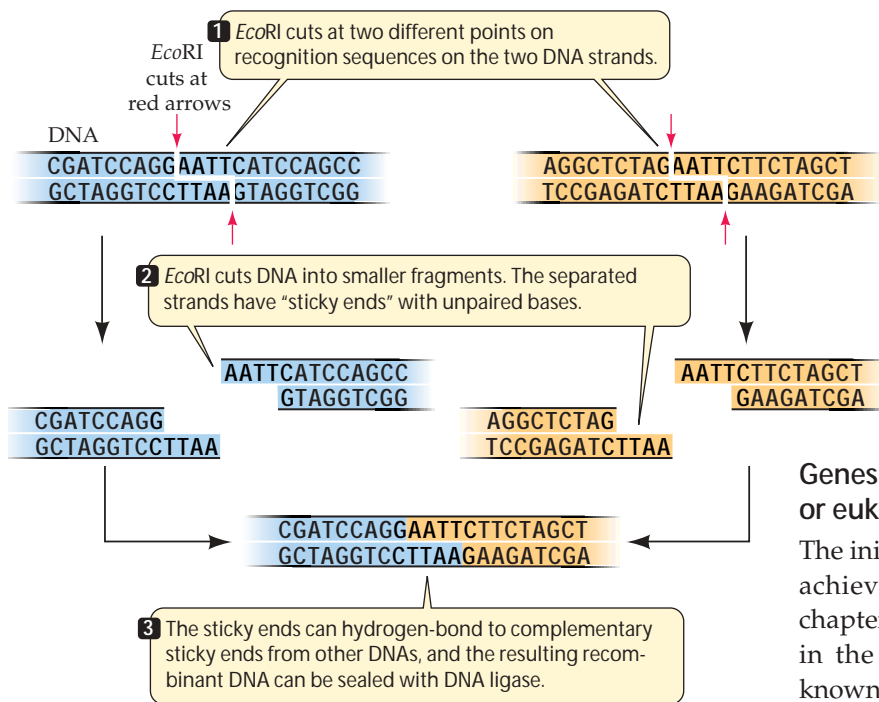 1 EcoRI cuts at two different points on
recognition sequences on the two DNA strands.
EcoRI
cuts at
red arrows
DNA
CGATCCAGGAATTCATCCAGCC
GCTAGGTCCTTAAGTAGGTCGG
AGGCTCTAGAATTCTTCTAGCT
TCCGAGATCTTAAGAAGATCGA
2 EcoRI cuts DNA into smaller fragments. The separated
strands have “sticky ends” with unpaired bases.
AATTCATCCAGCC
GTAGGTCGG
CGATCCAGG
GCTAGGTCCTTAA
AATTCTTCTAGCT
GAAGATCGA
AGGCTCTAG
TCCGAGATCTTAA
CGATCCAGGAATTCTTCTAGCT
GCTAGGTCCTTAAGAAGATCGA
3 The sticky ends can hydrogen-bond to complementary
sticky ends from other DNAs, and the resulting recom-
binant DNA can be sealed with DNA ligase.
Genes
or euk
The ini
achiev
chapter
in the
known